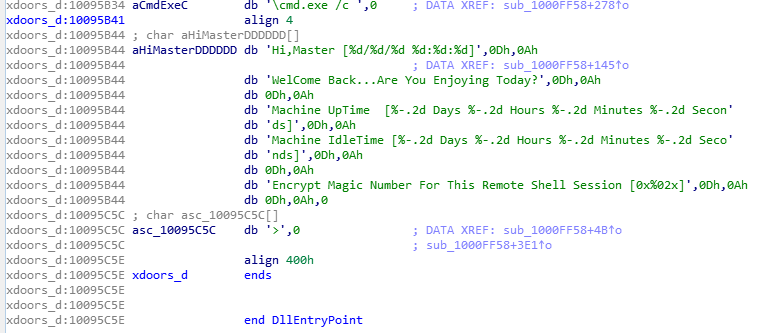 xdoors_d:10095B34 aCmdExeC db '\cmd.exe /c ',0 ; DATA XREF: sub_1000FF58+278↑o
xdoors_d:10095B41 align 4
xdoors_d:10095B44 ; char aHiMasterDDDDDD[]
xdoors_d:10095B44 aHiMasterDDDDDD db 'Hi,Master [%d/%d/%d %d:%d:%d]',0Dh,0Ah
xdoors_d:10095B44 ; DATA XREF: sub_1000FF58+145↑o
xdoors_d:10095B44 db 'WelCome Back...Are You Enjoying Today?',0Dh,0Ah
xdoors_d:10095B44 db 0Dh,0Ah
xdoors_d:10095B44 db 'Machine UpTime  [%-.2d Days %-.2d Hours %-.2d Minutes %-.2d Secon'
xdoors_d:10095B44 db 'ds]',0Dh,0Ah
xdoors_d:10095B44 db 'Machine IdleTime [%-.2d Days %-.2d Hours %-.2d Minutes %-.2d Seco'
xdoors_d:10095B44 db 'nds]',0Dh,0Ah
xdoors_d:10095B44 db 0Dh,0Ah
xdoors_d:10095B44 db 'Encrypt Magic Number For This Remote Shell Session [0x%02x]',0Dh,0Ah
xdoors_d:10095B44 db 0Dh,0Ah,0
xdoors_d:10095C5C ; char asc_10095C5C[]
xdoors_d:10095C5C asc_10095C5C db '>',0 ; DATA XREF: sub_1000FF58+4B↑o
xdoors_d:10095C5C ; sub_1000FF58+3E1↑o
xdoors_d:10095C5E align 400h
xdoors_d:10095C5E xdoors_d ends
xdoors_d:10095C5E
xdoors_d:10095C5E
xdoors_d:10095C5E end DllEntryPoint